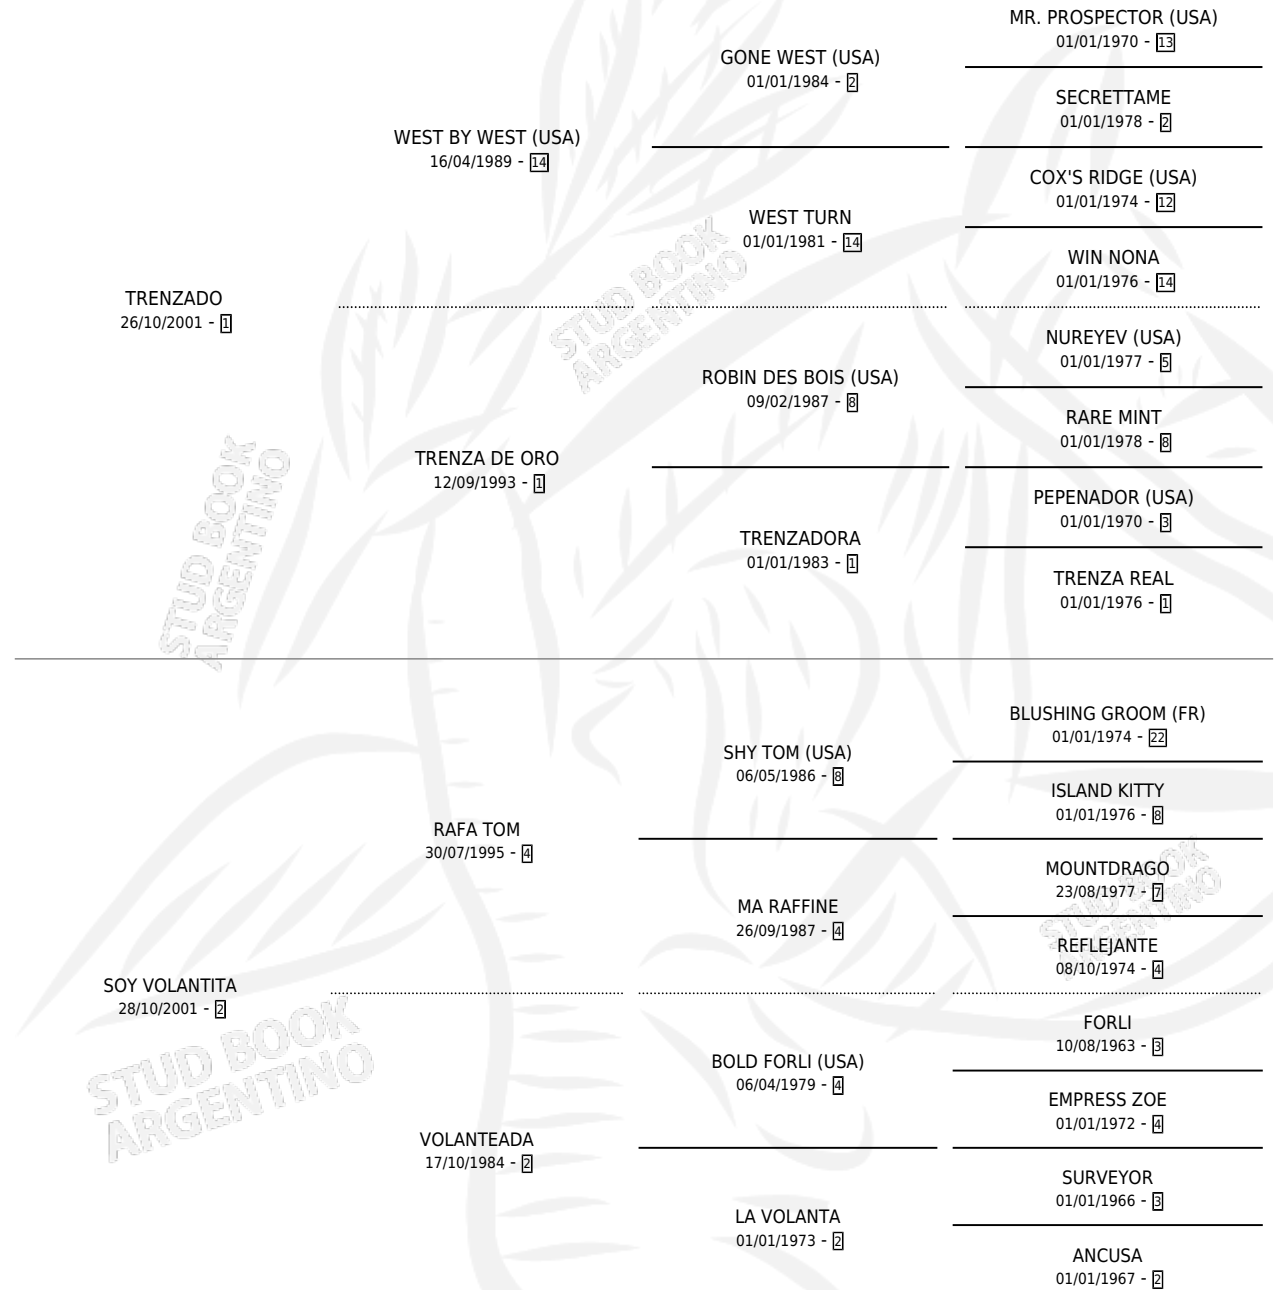 MR. PROSPECTOR (USA)
01/01/1970 - 13
GONE WEST (USA)
01/01/1984 - 2
SECRETTAME
01/01/1978 - 2
WEST BY WEST (USA)
16/04/1989 - 14
COX'S RIDGE (USA)
01/01/1974 - 12
WEST TURN
01/01/1981 - 14
WIN NONA
01/01/1976 - 14
TRENZADO
26/10/2001 - 1
NUREYEV (USA)
01/01/1977 - 5
ROBIN DES BOIS (USA)
09/02/1987 - 8
RARE MINT
01/01/1978 - 8
TRENZA DE ORO
12/09/1993 - 1
PEPENADOR (USA)
01/01/1970 - 3
TRENZADORA
01/01/1983 - 1
TRENZA REAL
01/01/1976 - 1
BLUSHING GROOM (FR)
01/01/1974 - 22
SHY TOM (USA)
06/05/1986 - 8
ISLAND KITTY
01/01/1976 - 8
RAFA TOM
30/07/1995 - 4
MOUNTDRAGO
23/08/1977 - 7
MA RAFFINE
26/09/1987 - 4
REFLEJANTE
08/10/1974 - 4
SOY VOLANTITA
28/10/2001 - 2
FORLI
10/08/1963 - 3
BOLD FORLI (USA)
06/04/1979 - 4
EMPRESS ZOE
01/01/1972 - 4
VOLANTEADA
17/10/1984 - 2
SURVEYOR
01/01/1966 - 3
LA VOLANTA
01/01/1973 - 2
ANCUSA
01/01/1967 - 2
STUD BOOK
ARGENTINO
STUD BOOK
ARGENTINO
STUD BOOK
ARGENTINO
STUD BOOK
ARGENTINO